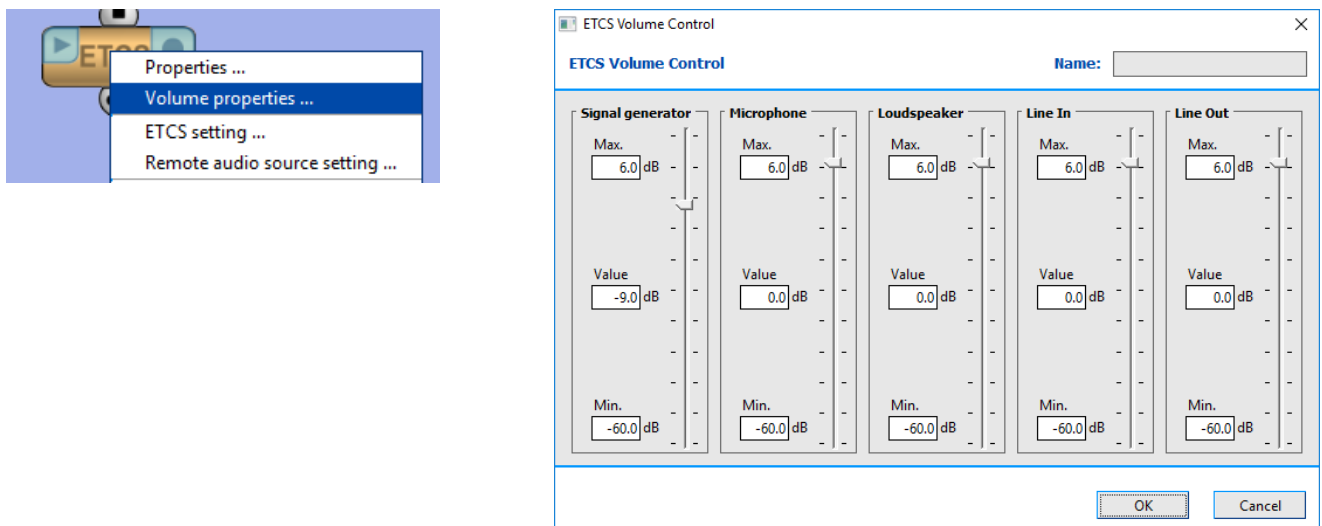 ETCS
Properties ...
Volume properties ...
ETCS setting ...
Remote audio source setting ...
ETCS Volume Control
ETCS Volume Control Name:
Signal generator Microphone Loudspeaker Line In Line Out
Max. Max. Max. Max. Max.
6.0 dB 6.0 dB 6.0 dB 6.0 dB 6.0 dB
Value Value Value Value Value
-9.0 dB 0.0 dB 0.0 dB 0.0 dB 0.0 dB
Min. Min. Min. Min. Min.
-60.0 dB -60.0 dB -60.0 dB -60.0 dB -60.0 dB
OK Cancel